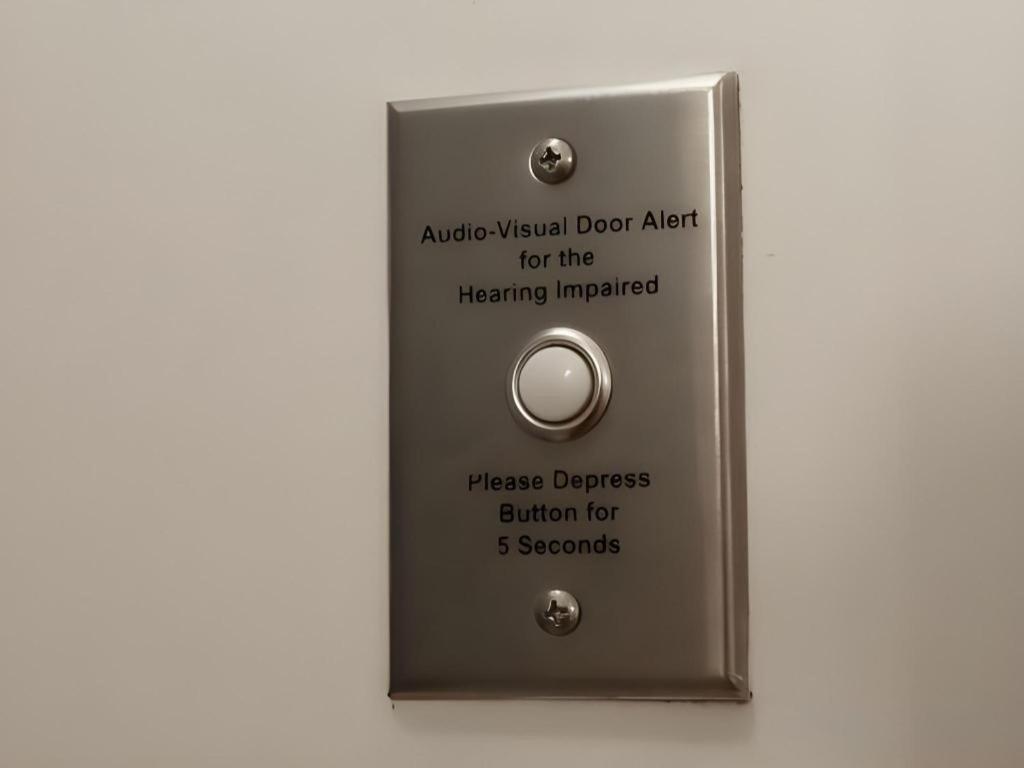 Audio-Visual Door Alert
for the
Hearing Impaired
Please Depress
Button for
5 Seconds